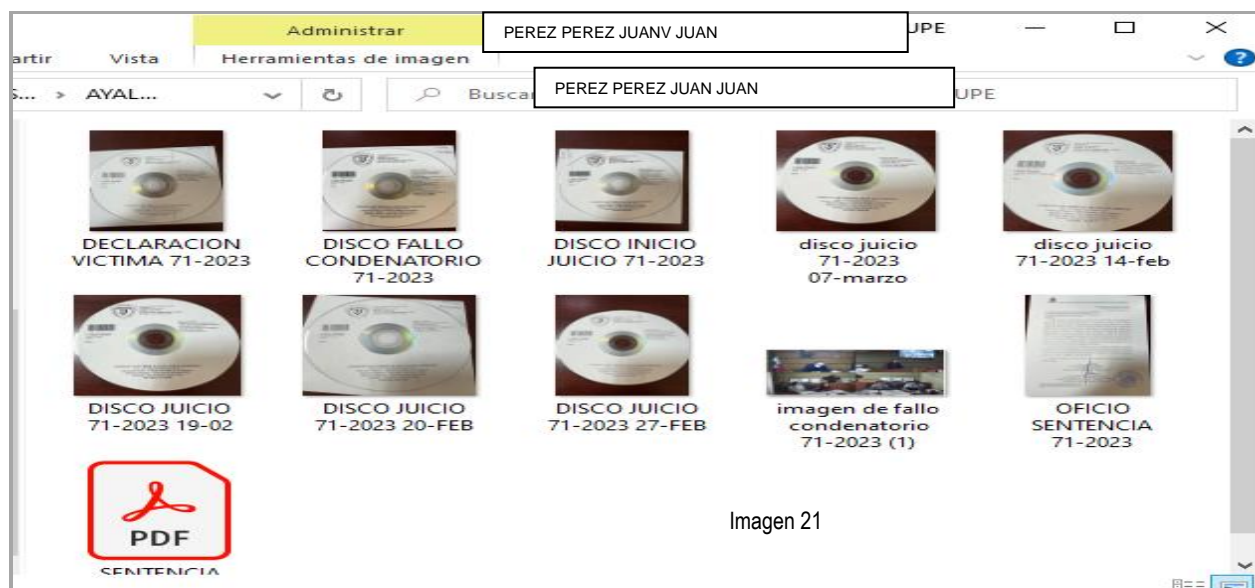 Administrar
PEREZ PEREZ JUANV JUAN
UPE
artir Vista Herramientas de imagen
S... > AYAL...
Buscar
PEREZ PEREZ JUAN JUAN
UPE
DECLARACION
VICTIMA 71-2023
DISCO FALLO
CONDENATORIO
71-2023
DISCO INICIO
JUICIO 71-2023
disco juicio
71-2023
07-marzo
disco juicio
71-2023 14-feb
DISCO JUICIO
71-2023 19-02
DISCO JUICIO
71-2023 20-FEB
DISCO JUICIO
71-2023 27-FEB
imagen de fallo
condenatorio
71-2023 (1)
OFICIO
SENTENCIA
71-2023
PDF
SENTENCIA
Imagen 21